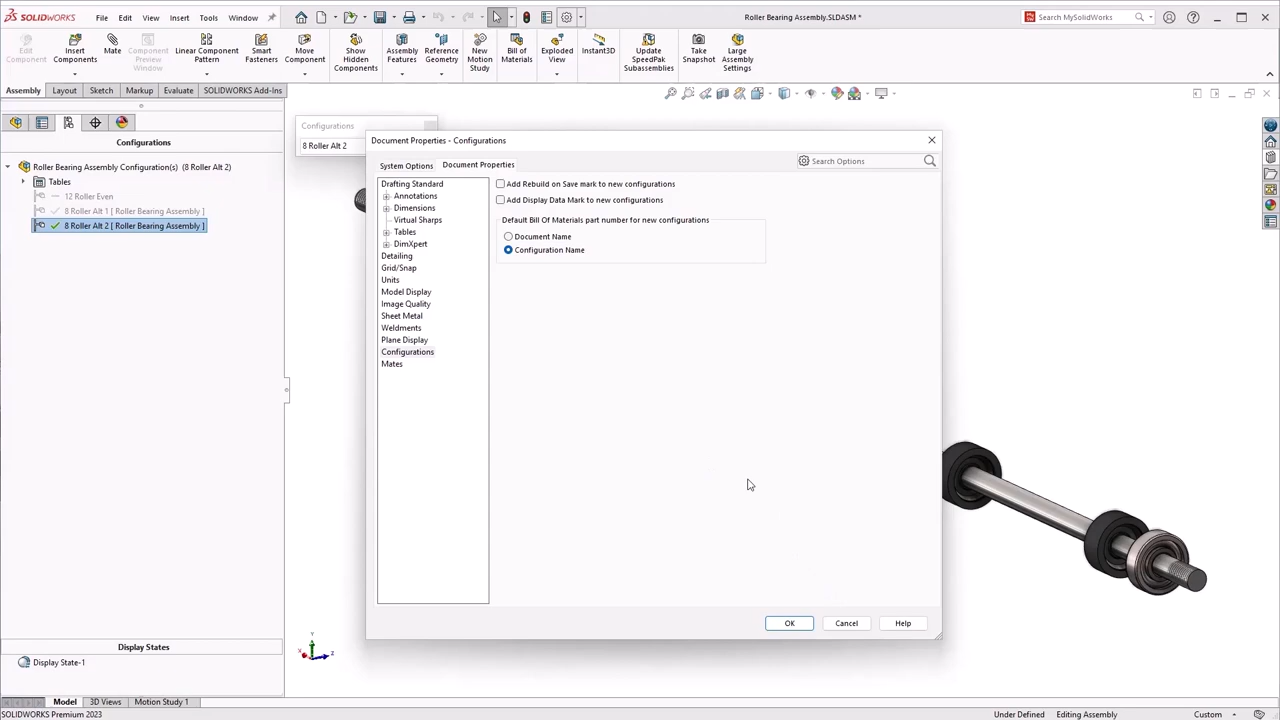 SOLIDWORKS
File Edit View Insert Tools Window
Roller Bearing Assembly.SLDASM *
Search MySolidWorks
Edit Component
Insert Components
Mate
Component Preview Window
Linear Component Pattern
Smart Fasteners
Move Component
Show Hidden Components
Assembly Features
Reference Geometry
New Motion Study
Bill of Materials
Exploded View
Instant3D
Update SpeedPak Subassemblies
Take Snapshot
Large Assembly Settings
Assembly Layout Sketch Markup Evaluate SOLIDWORKS Add-Ins
Configurations
Roller Bearing Assembly Configuration(s) (8 Roller Alt 2)
Tables
12 Roller Even
8 Roller Alt 1 [ Roller Bearing Assembly ]
8 Roller Alt 2 [ Roller Bearing Assembly ]
Configurations
8 Roller Alt 2
Document Properties - Configurations
System Options Document Properties
Search Options
Drafting Standard
Annotations
Dimensions
Virtual Sharps
Tables
DimXpert
Detailing
Grid/Snap
Units
Model Display
Image Quality
Sheet Metal
Weldments
Plane Display
Configurations
Mates
Add Rebuild on Save mark to new configurations
Add Display Data Mark to new configurations
Default Bill Of Materials part number for new configurations
Document Name
Configuration Name
OK Cancel Help
Display States
Display State-1
Y
X
Z
Model 3D Views Motion Study 1
SOLIDWORKS Premium 2023
Under Defined Editing Assembly Custom